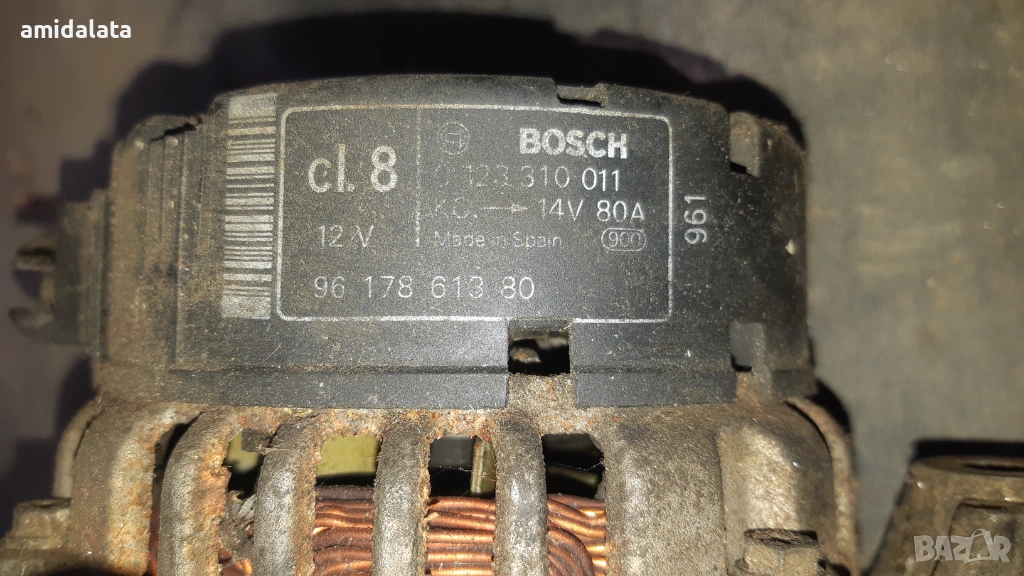 amidalata
BOSCH
cl. 8
0 123 310 011
K.C. → 14V 80A
12 V
Made in Spain
900
96 178 613 80
961
BAZAR